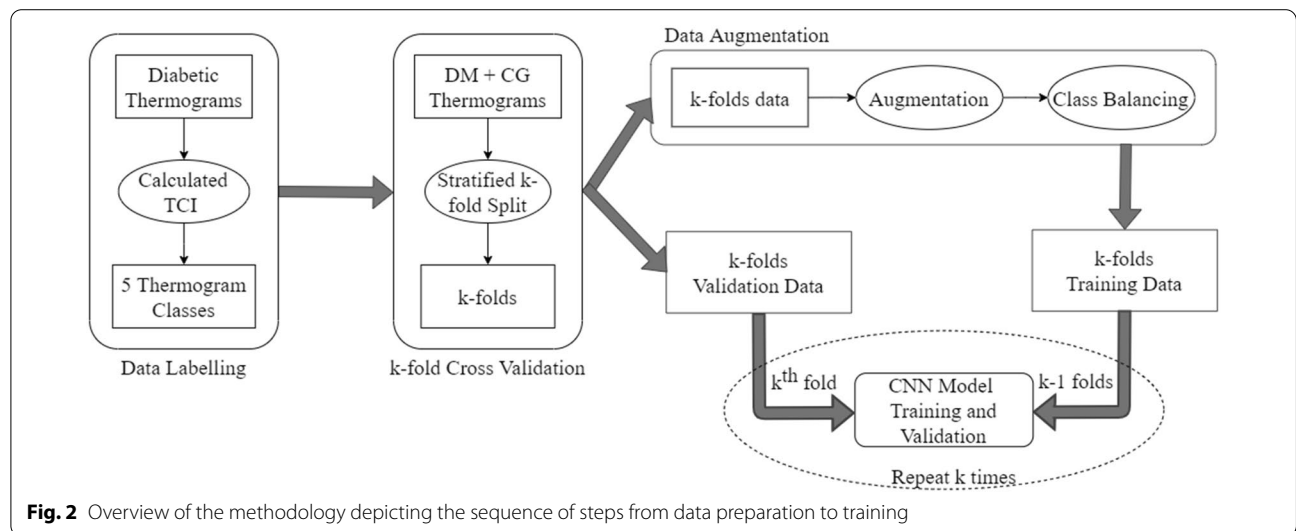 Diabetic
Thermograms
Calculated
TCI
5 Thermogram
Classes
Data Labelling
DM + CG
Thermograms
Stratified k-
fold Split
k-folds
k-fold Cross Validation
Data Augmentation
k-folds data
Augmentation
Class Balancing
k-folds
Validation Data
k-folds
Training Data
kth fold
CNN Model
Training and
Validation
k-1 folds
Repeat k times
Fig. 2 Overview of the methodology depicting the sequence of steps from data preparation to training